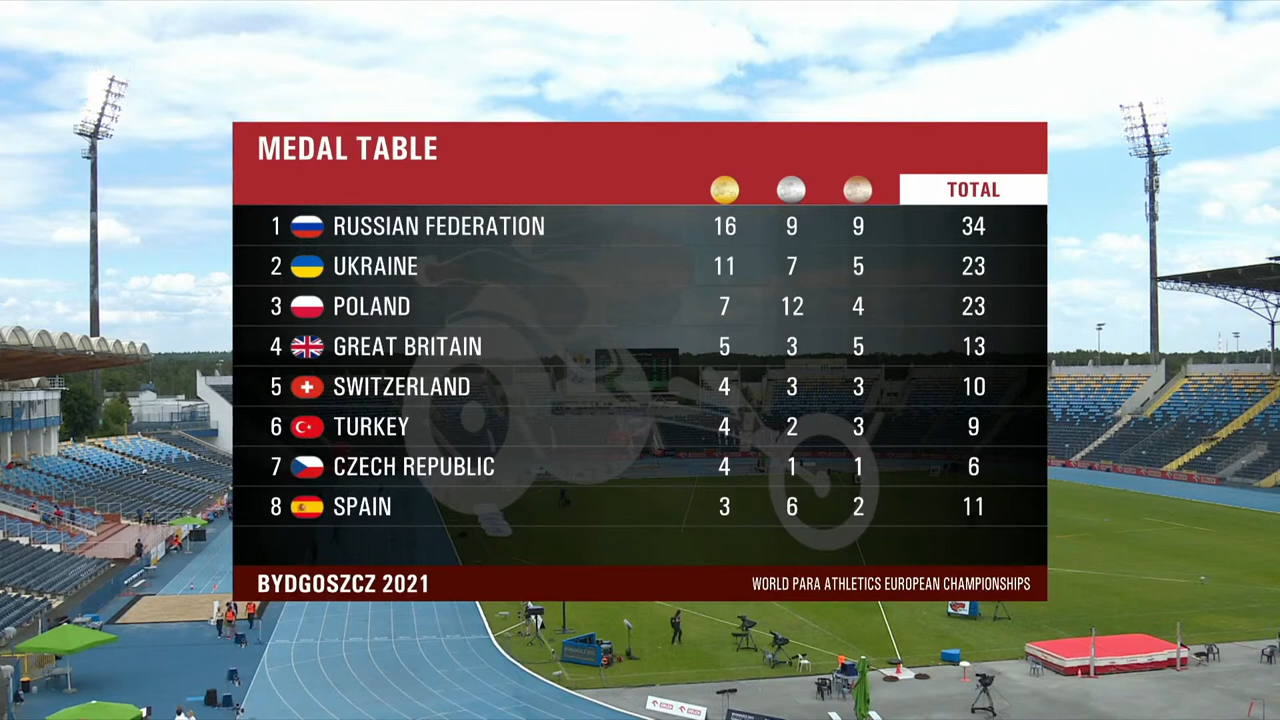 MEDAL TABLE
TOTAL
1 RUSSIAN FEDERATION 16 9 9 34
2 UKRAINE 11 7 5 23
3 POLAND 7 12 4 23
4 GREAT BRITAIN 5 3 5 13
5 SWITZERLAND 4 3 3 10
6 TURKEY 4 2 3 9
7 CZECH REPUBLIC 4 1 1 6
8 SPAIN 3 6 2 11
BYDGOSZCZ 2021 WORLD PARA ATHLETICS EUROPEAN CHAMPIONSHIPS
ORLEN ORLEN